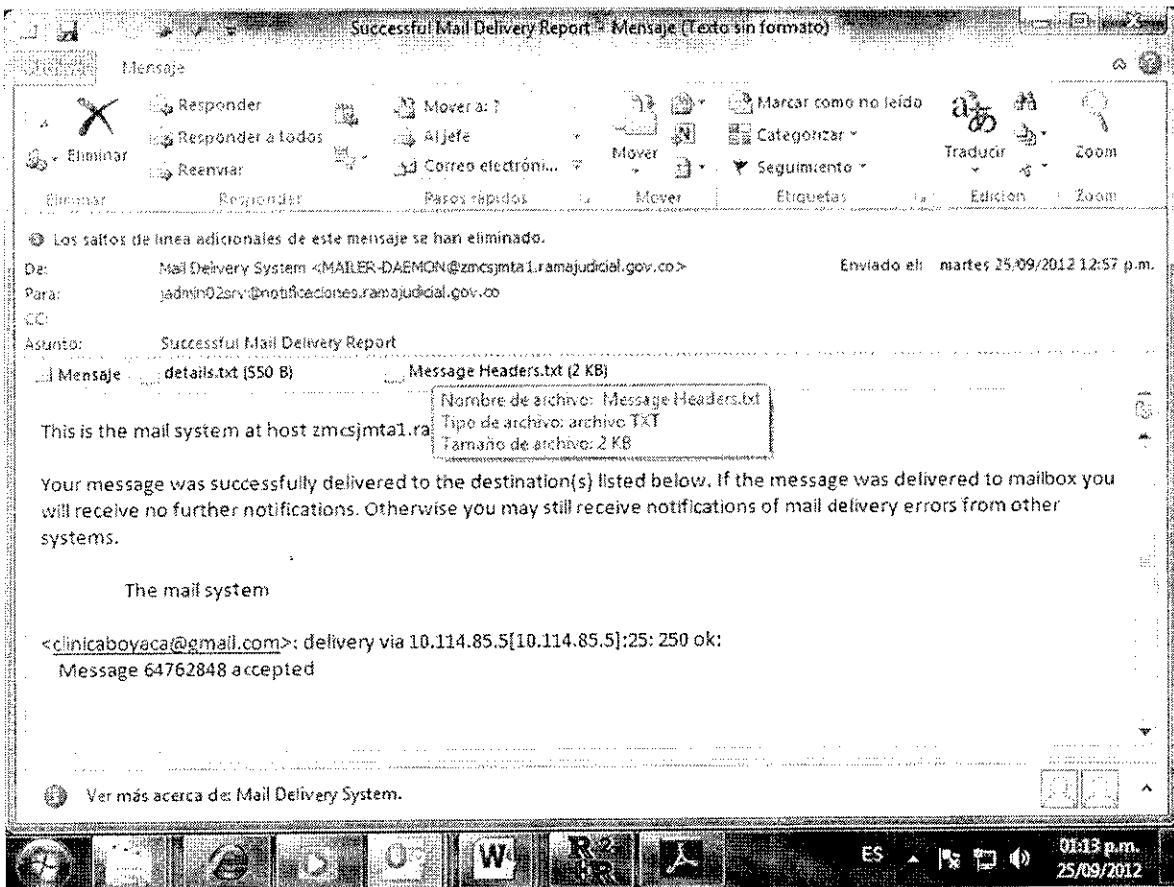 Successful Mail Delivery Report - Mensaje (Texto sin formato)
Mensaje
Responder
Responder a todos
Reenviar
Eliminar
Mover a: ?
Al jefe
Correo electróni...
Mover
Marcar como no leído
Categorizar
Seguimiento
Traducir
Zoom
Eliminar Responder Pasos rápidos Mover Etiquetas Edición Zoom
Los saltos de línea adicionales de este mensaje se han eliminado.
De: Mail Delivery System <MAILER-DAEMON@zmcsjmta1.ramajudicial.gov.co> Enviado el: martes 25/09/2012 12:57 p.m.
Para: jadmin02srv@notificaciones.ramajudicial.gov.co
CC:
Asunto: Successful Mail Delivery Report
Mensaje details.txt (550 B) Message Headers.txt (2 KB)
Nombre de archivo: Message Headers.txt
Tipo de archivo: archivo TXT
Tamaño de archivo: 2 KB
This is the mail system at host zmcsjmta1.ra
Your message was successfully delivered to the destination(s) listed below. If the message was delivered to mailbox you
will receive no further notifications. Otherwise you may still receive notifications of mail delivery errors from other
systems.
The mail system
<clinicaboyaca@gmail.com>: delivery via 10.114.85.5[10.114.85.5]:25: 250 ok:
Message 64762848 accepted
Ver más acerca de: Mail Delivery System.
ES
01:13 p.m.
25/09/2012